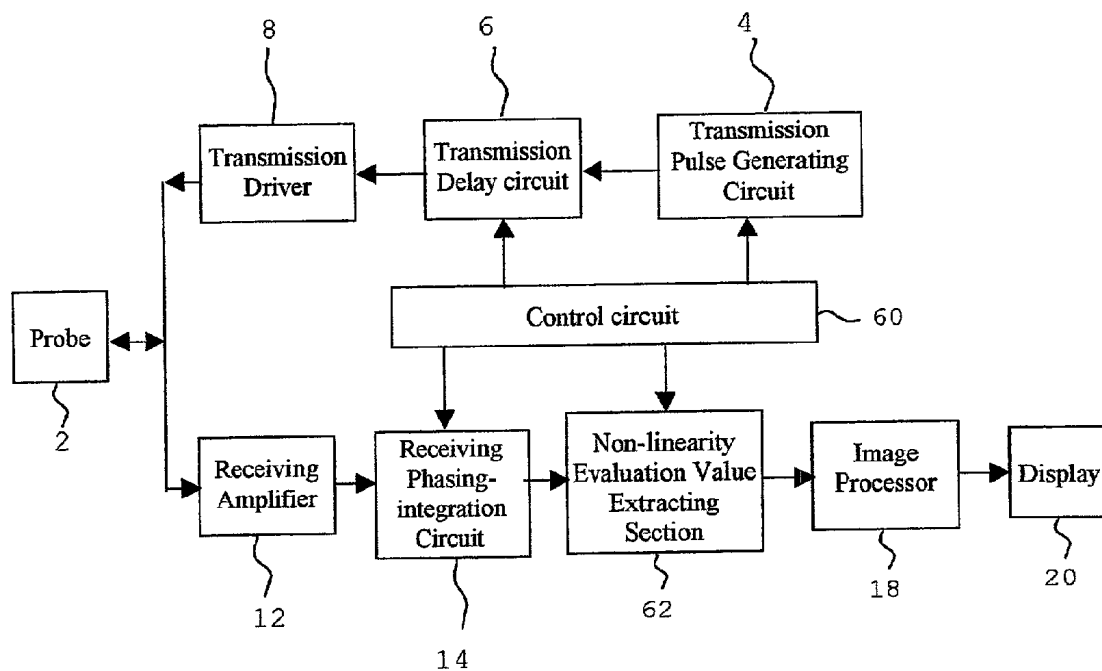 8
6
4
Transmission
Driver
Transmission
Delay circuit
Transmission
Pulse Generating
Circuit
Control circuit
60
Probe
2
Receiving
Amplifier
Receiving
Phasing-
integration
Circuit
Non-linearity
Evaluation Value
Extracting
Section
Image
Processor
Display
12
14
62
18
20